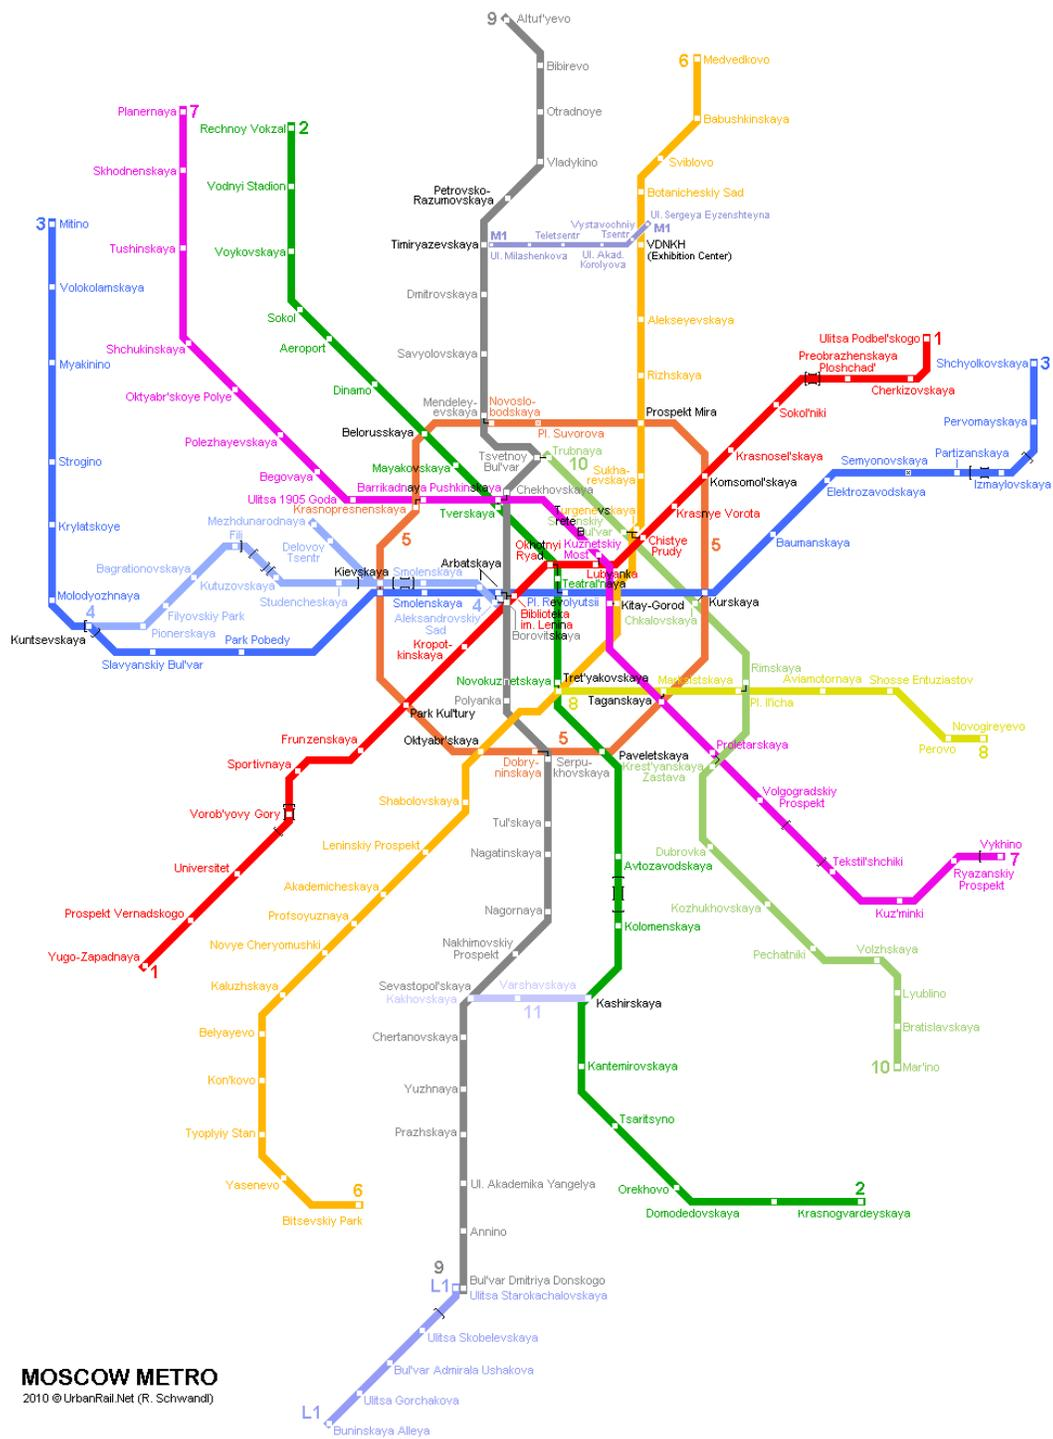 9 Altuf'yevo
Bibirevo
Otradnoye
Vladykino
Petrovsko-
Razumovskaya
Timiryazevskaya
Dmitrovskaya
Savyolovskaya
Mendeley-
evskaya
Tsvetnoy
Bul'var
Chekhovskaya
6 Medvedkovo
Babushkinskaya
Sviblovo
Botanicheskiy Sad
M1
Teletsentr
Vystavochniy
Tsentr
Ul. Sergeya Eyzenshteyna
M1
Ul. Milashenkova
Ul. Akad.
Korolyova
VDNKH
(Exhibition Center)
Alekseyevskaya
Rizhskaya
Prospekt Mira
Sukha-
revskaya
Turgenevskaya
Planernaya 7
Skhodnenskaya
Tushinskaya
Shchukinskaya
Oktyabr'skoye Polye
Polezhayevskaya
Begovaya
Ulitsa 1905 Goda
Barrikadnaya
Pushkinskaya
Rechnoy Vokzal 2
Vodnyi Stadion
Voykovskaya
Sokol
Aeroport
Dinamo
Belorusskaya
Mayakovskaya
Tverskaya
3 Mitino
Volokolamskaya
Myakinino
Strogino
Krylatskoye
Molodyozhnaya
Kuntsevskaya
Slavyanskiy Bul'var
Park Pobedy
4
Pionerskaya
Filyovskiy Park
Bagrationovskaya
Fili
Kutuzovskaya
Studencheskaya
Mezhdunarodnaya
Delovoy
Tsentr
Kievskaya
Smolenskaya
Smolenskaya
Arbatskaya
4
Aleksandrovskiy
Sad
Krasnopresnenskaya
5
Novoslo-
bodskaya
Pl. Suvorova
Trubnaya
10
Sretenskiy
Bul'var
Kuznetskiy
Most
Okhotnyi
Ryad
Lubyanka
Teatral'naya
Pl. Revolyutsii
Biblioteka
im. Lenina
Borovitskaya
Kitay-Gorod
Chkalovskaya
Kurskaya
5
Chistye
Prudy
Krasnye Vorota
Komsomol'skaya
Krasnosel'skaya
Sokol'niki
Preobrazhenskaya
Ploshchad'
Cherkizovskaya
Ulitsa Podbel'skogo 1
Shchyolkovskaya 3
Pervomayskaya
Izmaylovskaya
Partizanskaya
Semyonovskaya
Elektrozavodskaya
Baumanskaya
Kropot-
kinskaya
Park Kul'tury
Frunzenskaya
Sportivnaya
Vorob'yovy Gory
Universitet
Prospekt Vernadskogo
Yugo-Zapadnaya 1
Novokuznetskaya
Tret'yakovskaya
8
Polyanka
Oktyabr'skaya
5
Dobry-
ninskaya
Serpu-
khovskaya
Paveletskaya
Taganskaya
Marksistskaya
Rimskaya
Pl. Il'icha
Aviamotornaya
Shosse Entuziastov
Perovo
Novogireyevo
8
Proletarskaya
Krest'yanskaya
Zastava
Volgogradskiy
Prospekt
Tekstil'shchiki
Kuz'minki
Ryazanskiy
Prospekt
Vykhino
7
Dubrovka
Kozhukhovskaya
Pechatniki
Volzhskaya
Lyublino
Bratislavskaya
10 Mar'ino
Shabolovskaya
Leninskiy Prospekt
Akademicheskaya
Profsoyuznaya
Novye Cheryomushki
Kaluzhskaya
Belyayevo
Kon'kovo
Tyoplyiy Stan
Yasenevo
6
Bitsevskiy Park
Tul'skaya
Nagatinskaya
Nagornaya
Nakhimovskiy
Prospekt
Sevastopol'skaya
Kakhovskaya
Varshavskaya
11
Kashirskaya
Avtozavodskaya
Kolomenskaya
Kantemirovskaya
Tsaritsyno
Orekhovo
Domodedovskaya
2
Krasnogvardeyskaya
Chertanovskaya
Yuzhnaya
Prazhskaya
Ul. Akademika Yangelya
Annino
9
Bul'var Dmitriya Donskogo
L1
Ulitsa Starokachalovskaya
Ulitsa Skobelevskaya
Bul'var Admirala Ushakova
Ulitsa Gorchakova
L1
Buninskaya Alleya
MOSCOW METRO
2010 © UrbanRail.Net (R. Schwandl)